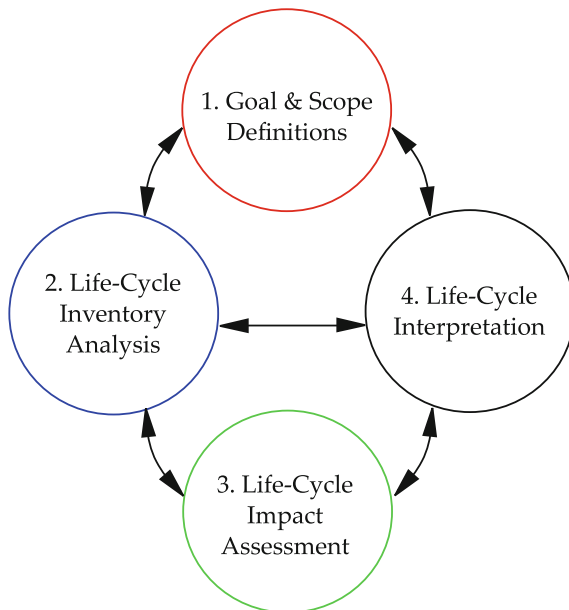 1. Goal & Scope
Definitions
2. Life-Cycle
Inventory
Analysis
4. Life-Cycle
Interpretation
3. Life-Cycle
Impact
Assessment